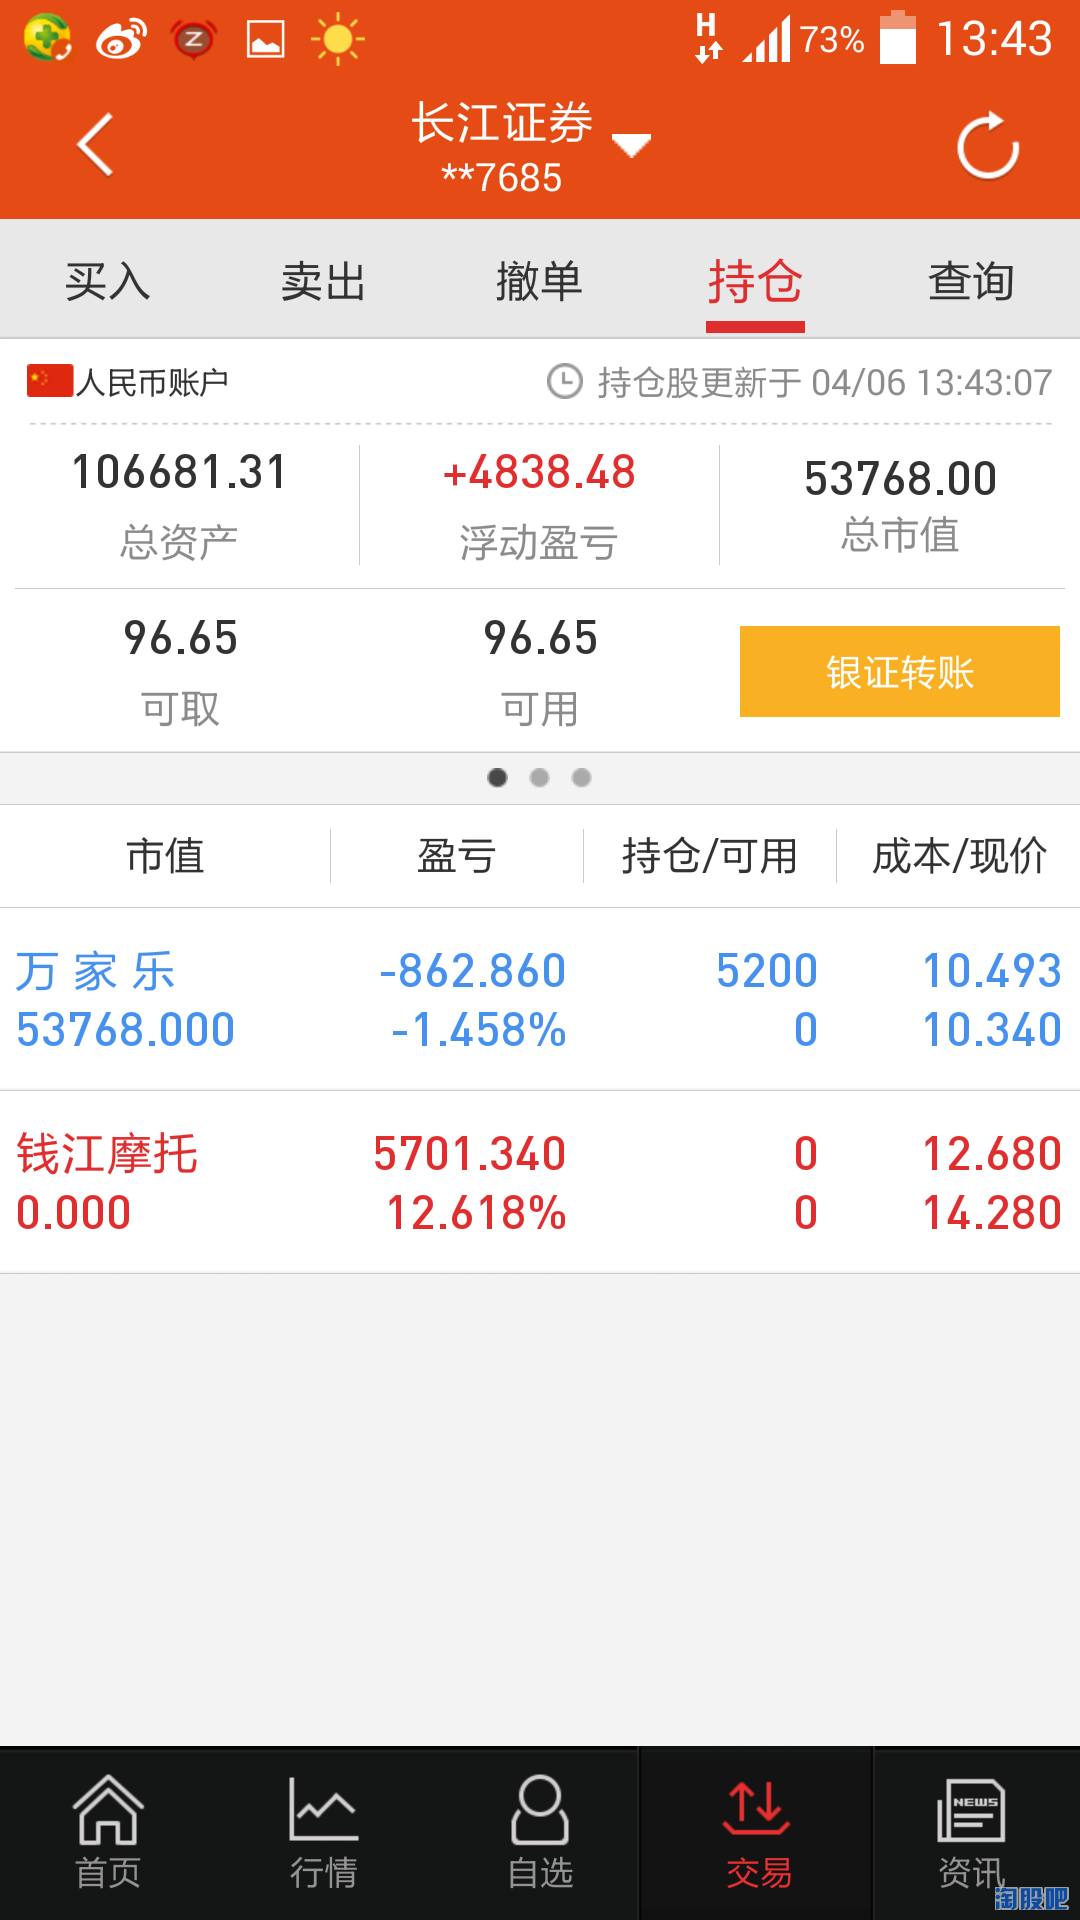 H 73% 13:43
长江证券
**7685
买入 卖出 撤单 持仓 查询
人民币账户 持仓股更新于 04/06 13:43:07
106681.31 +4838.48 53768.00
总资产 浮动盈亏 总市值
96.65 96.65
可取 可用 银证转账
市值 盈亏 持仓/可用 成本/现价
万 家 乐 -862.860 5200 10.493
53768.000 -1.458% 0 10.340
钱江摩托 5701.340 0 12.680
0.000 12.618% 0 14.280
NEWS
首页 行情 自选 交易 资讯
淘股吧